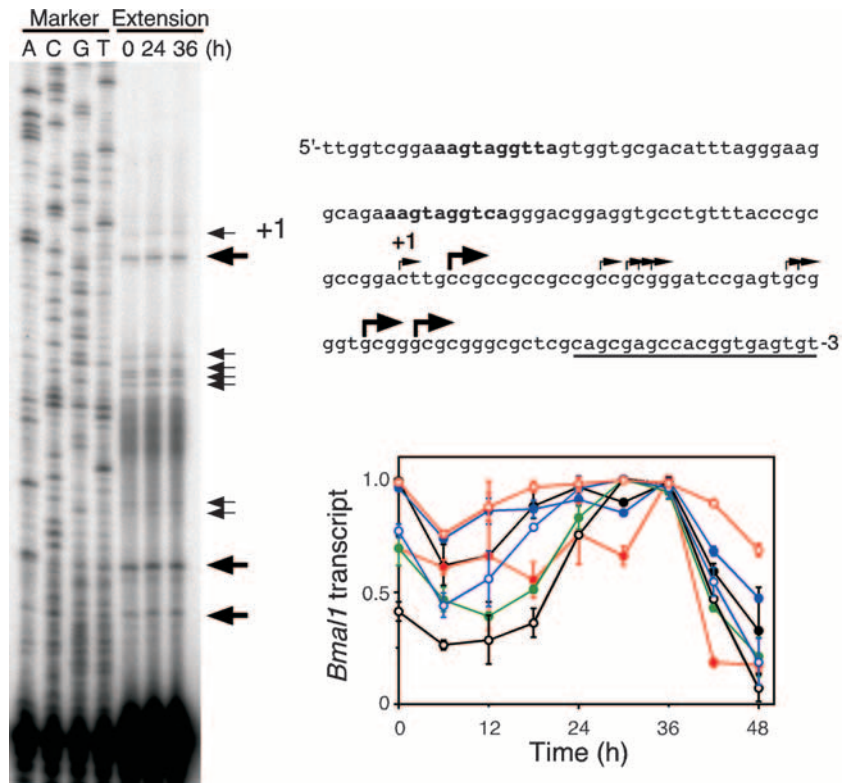 Marker Extension
A C G T 0 24 36 (h)
+1
5'-ttggtcggaaagtaggttagtggtgcgacatttagggaag
gcagaaagtaggtcagggacggaggtgcctgtttacccgc
+1
gccggacttgccgccgccgccgccgcgggatccgagtgcg
ggtgcgggcgcgggcgctcgcagcgagccacggtgagtgt-3
Bmal1 transcript
1.0
0.5
0
0 12 24 36 48
Time (h)